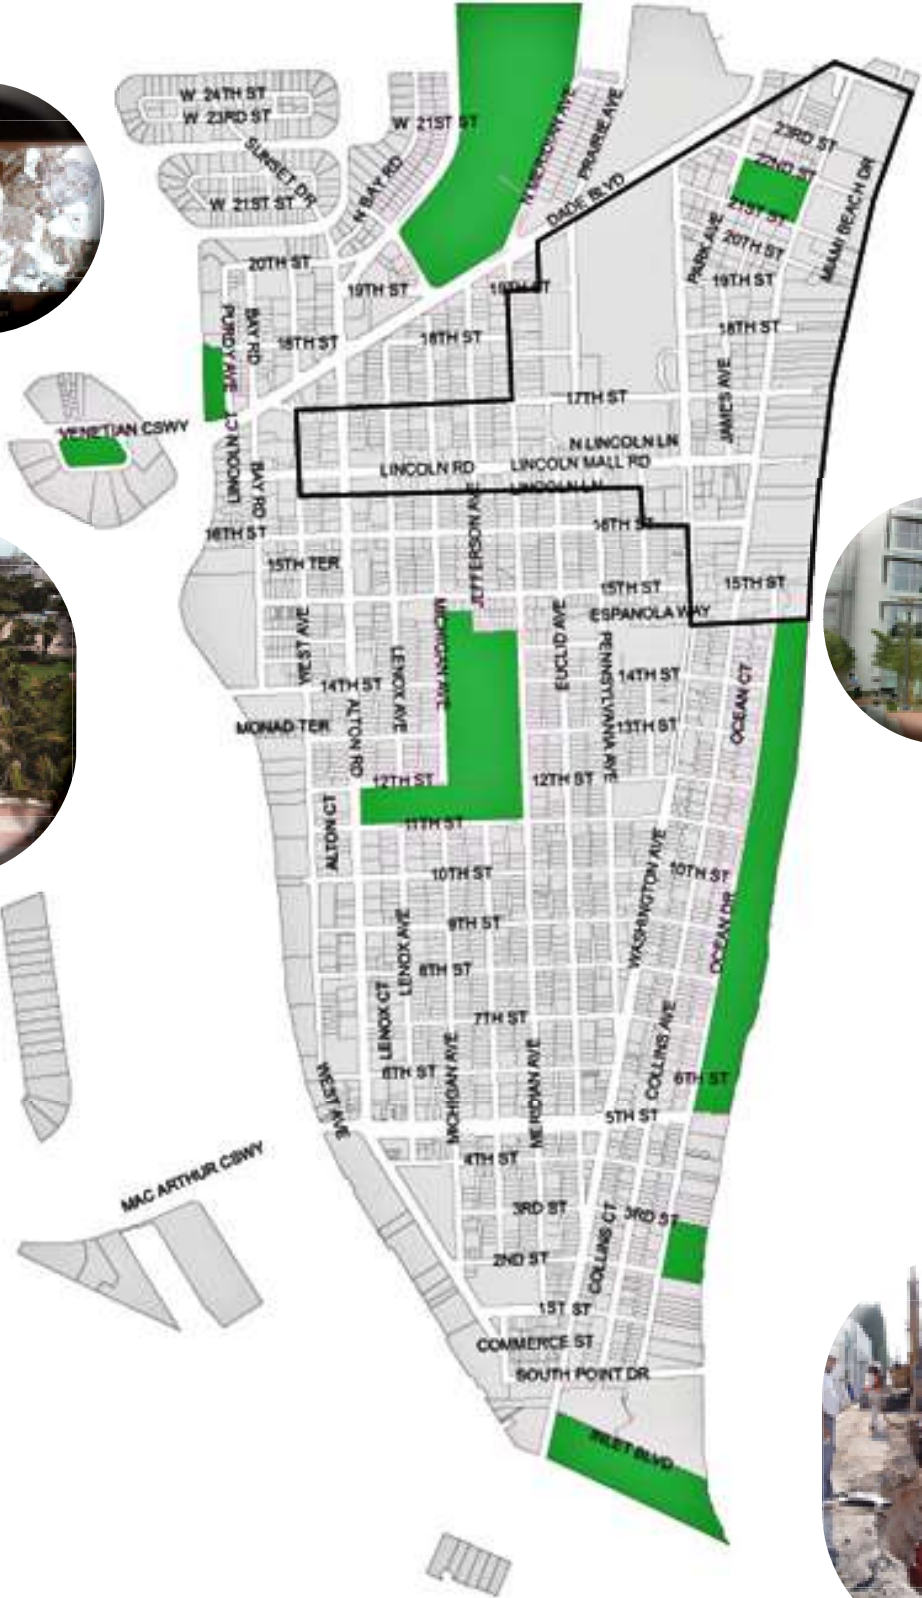 W 24TH ST
W 23RD ST
SUNSET DR
W 21ST ST
W 21ST ST
N BAY RD
N MERIDIAN AVE
PRAIRIE AVE
DADE BLVD
23RD ST
22ND ST
21ST ST
20TH ST
19TH ST
18TH ST
PARK AVE
MIAMI BEACH DR
JAMES AVE
20TH ST
19TH ST
19TH ST
18TH ST
18TH ST
PURDY AVE
BAY RD
17TH ST
VENETIAN CSWY
LINCOLN CT
BAY RD
N LINCOLN LN
LINCOLN RD
LINCOLN MALL RD
LINCOLN LN
16TH ST
16TH ST
JEFFERSON AVE
15TH TER
15TH ST
15TH ST
ESPANOLA WAY
WEST AVE
MICHIGAN AVE
EUCLID AVE
PENNSYLVANIA AVE
LENOX AVE
14TH ST
14TH ST
OCEAN CT
MONAD TER
ALTON RD
13TH ST
12TH ST
12TH ST
11TH ST
ALTON CT
10TH ST
10TH ST
WASHINGTON AVE
OCEAN DR
9TH ST
LENOX AVE
8TH ST
LENOX CT
7TH ST
COLLINS AVE
6TH ST
6TH ST
WEST AVE
MICHIGAN AVE
MERIDIAN AVE
5TH ST
4TH ST
MAC ARTHUR CSWY
3RD ST
3RD ST
COLLINS CT
2ND ST
1ST ST
COMMERCE ST
SOUTH POINT DR
INLET BLVD